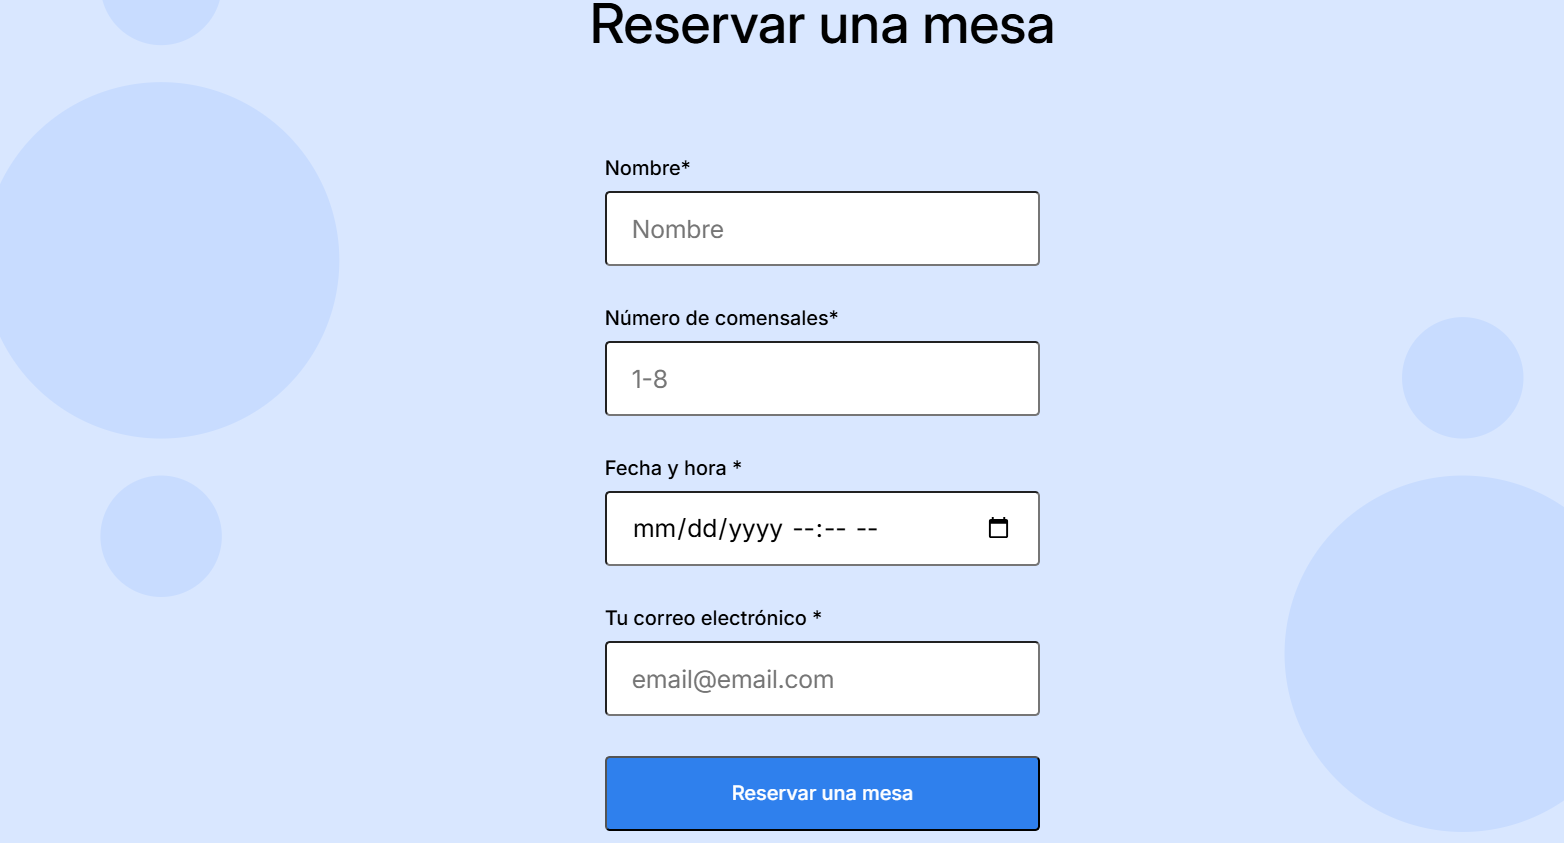 Reservar una mesa
Nombre*
Nombre
Número de comensales*
1-8
Fecha y hora *
mm/dd/yyyy --:-- --
Tu correo electrónico *
email@email.com
Reservar una mesa